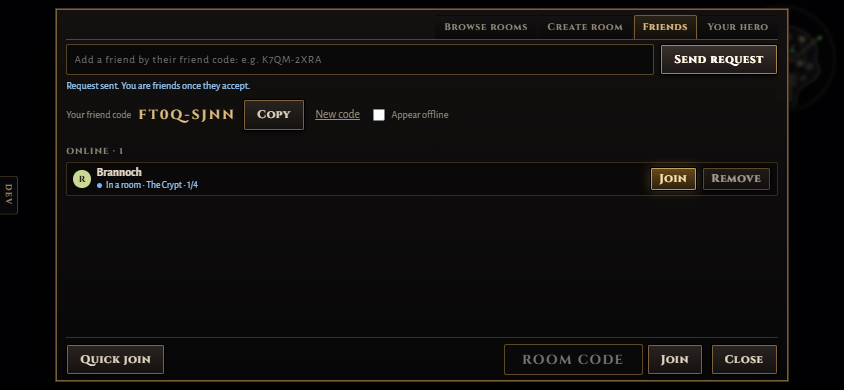 Browse rooms Create room Friends Your hero
Add a friend by their friend code: e.g. K7QM-2XRA Send request
Request sent. You are friends once they accept.
Your friend code FT0Q-SJNN Copy New code Appear offline
ONLINE · 1
R Brannoch Join Remove
In a room · The Crypt · 1/4
DEV
Quick join ROOM CODE Join Close